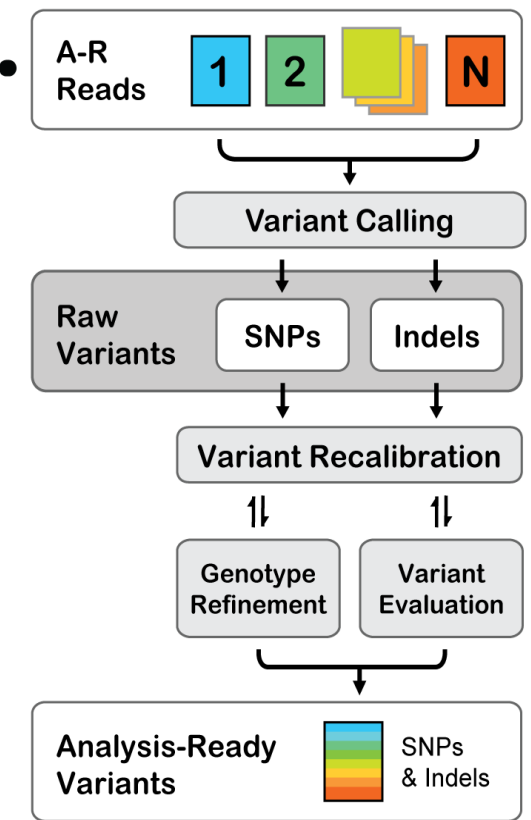 A-R
Reads
1 2 N
Variant Calling
Raw
Variants
SNPs
Indels
Variant Recalibration
Genotype
Refinement
Variant
Evaluation
Analysis-Ready
Variants
SNPs
& Indels